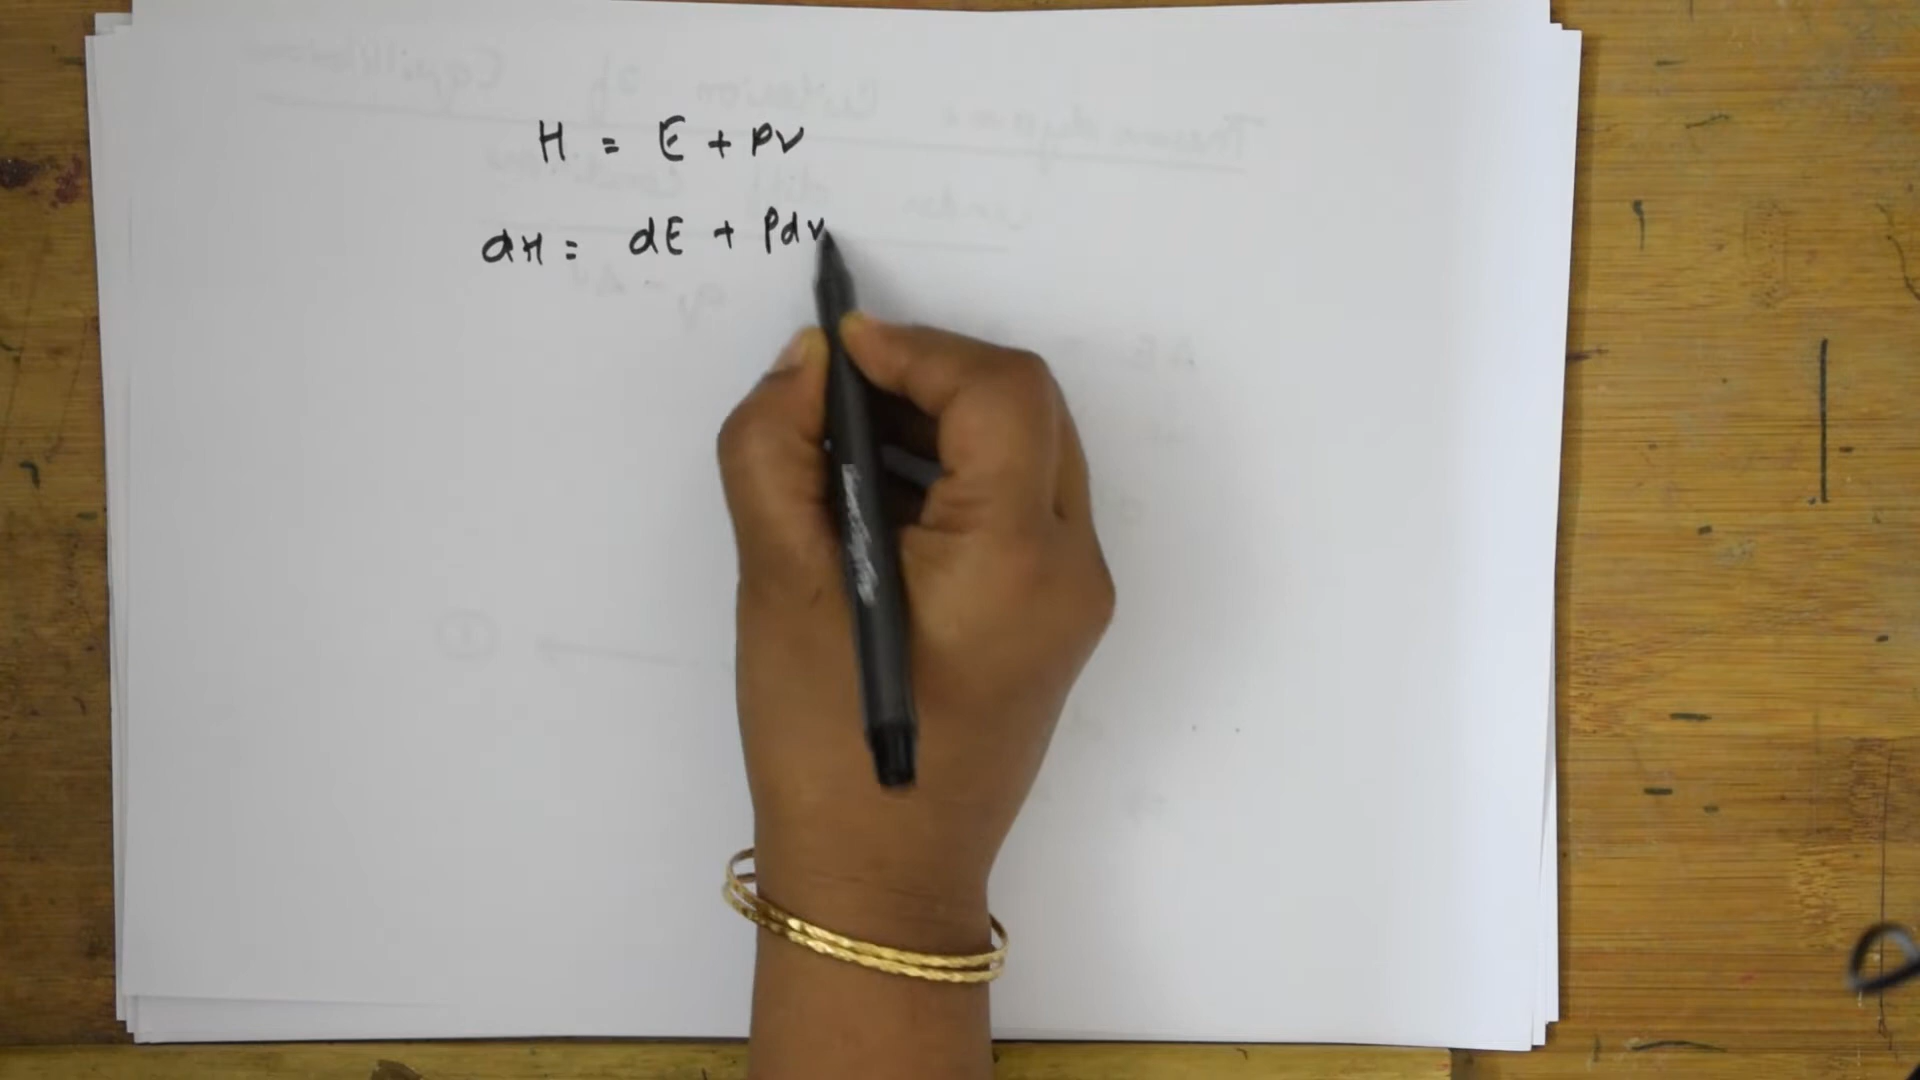 H = E + PV
dH = dE + PdV